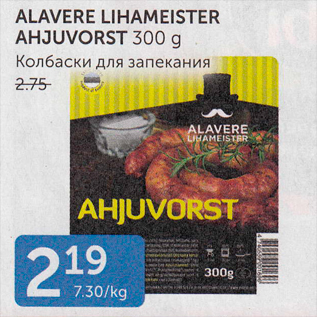 ALAVERE LIHAMEISTER
AHJUVORST 300 g
Колбаски для запекания
2.75
ALAVERE
LIHAMEISTER
AHJUVORST
300g
2 19
7.30/kg